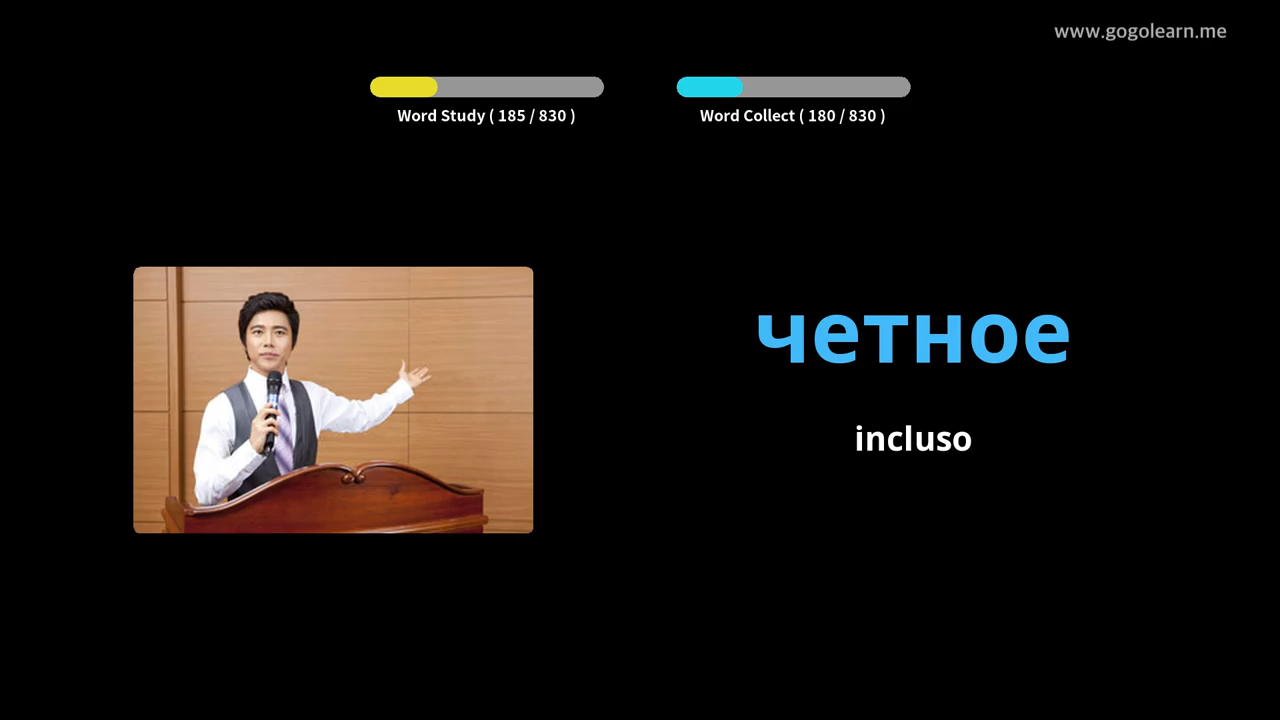 www.gogolearn.me
Word Study ( 185 / 830 )
Word Collect ( 180 / 830 )
четное
incluso